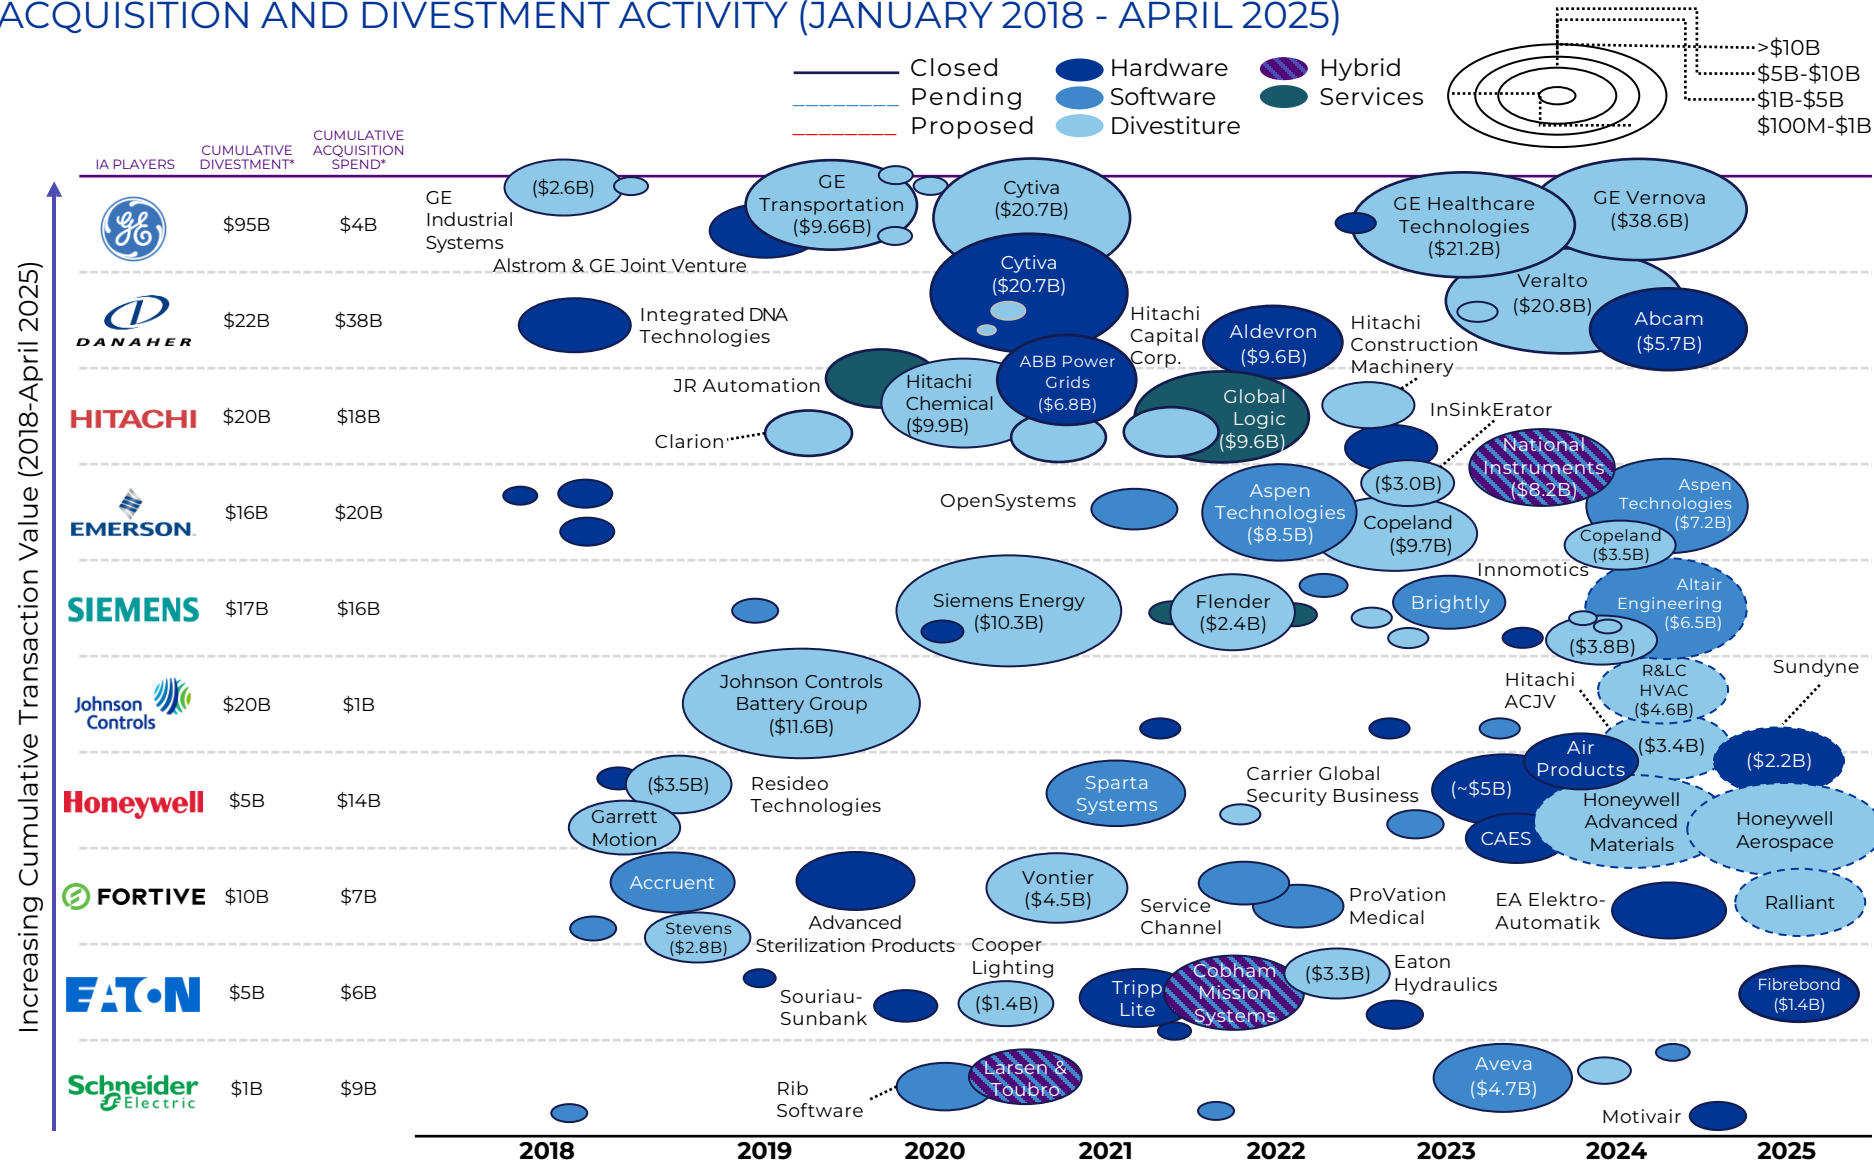 ACQUISITION AND DIVESTMENT ACTIVITY (JANUARY 2018 - APRIL 2025)
Closed
Pending
Proposed
Hardware
Software
Divestiture
Hybrid
Services
>$10B
$5B-$10B
$1B-$5B
$100M-$1B
IA PLAYERS
CUMULATIVE
DIVESTMENT*
CUMULATIVE
ACQUISITION
SPEND*
Increasing Cumulative Transaction Value (2018-April 2025)
GE
$95B
$4B
GE
Industrial
Systems
($2.6B)
Alstrom & GE Joint Venture
GE
Transportation
($9.66B)
Cytiva
($20.7B)
GE Healthcare
Technologies
($21.2B)
GE Vernova
($38.6B)
DANAHER
$22B
$38B
Integrated DNA
Technologies
Cytiva
($20.7B)
Aldevron
($9.6B)
Veralto
($20.8B)
Abcam
($5.7B)
HITACHI
$20B
$18B
JR Automation
Clarion
Hitachi
Chemical
($9.9B)
ABB Power
Grids
($6.8B)
Hitachi
Capital
Corp.
Global
Logic
($9.6B)
Hitachi
Construction
Machinery
EMERSON
$16B
$20B
OpenSystems
Aspen
Technologies
($8.5B)
InSinkErator
($3.0B)
Copeland
($9.7B)
National
Instruments
($8.2B)
Aspen
Technologies
($7.2B)
Copeland
($3.5B)
SIEMENS
$17B
$16B
Siemens Energy
($10.3B)
Flender
($2.4B)
Brightly
Innomotics
($3.8B)
Altair
Engineering
($6.5B)
Johnson
Controls
$20B
$1B
Johnson Controls
Battery Group
($11.6B)
Hitachi
ACJV
R&LC
HVAC
($4.6B)
($3.4B)
Honeywell
$5B
$14B
($3.5B)
Resideo
Technologies
Garrett
Motion
Sparta
Systems
Carrier Global
Security Business
(~$5B)
Air
Products
CAES
Honeywell
Advanced
Materials
Sundyne
($2.2B)
Honeywell
Aerospace
FORTIVE
$10B
$7B
Accruent
Stevens
($2.8B)
Advanced
Sterilization Products
Vontier
($4.5B)
Service
Channel
ProVation
Medical
EA Elektro-
Automatik
Ralliant
EATON
$5B
$6B
Souriau-
Sunbank
Cooper
Lighting
($1.4B)
Tripp
Lite
Cobham
Mission
Systems
($3.3B)
Eaton
Hydraulics
Fibrebond
($1.4B)
Schneider
Electric
$1B
$9B
Rib
Software
Larsen &
Toubro
Aveva
($4.7B)
Motivair
2018
2019
2020
2021
2022
2023
2024
2025